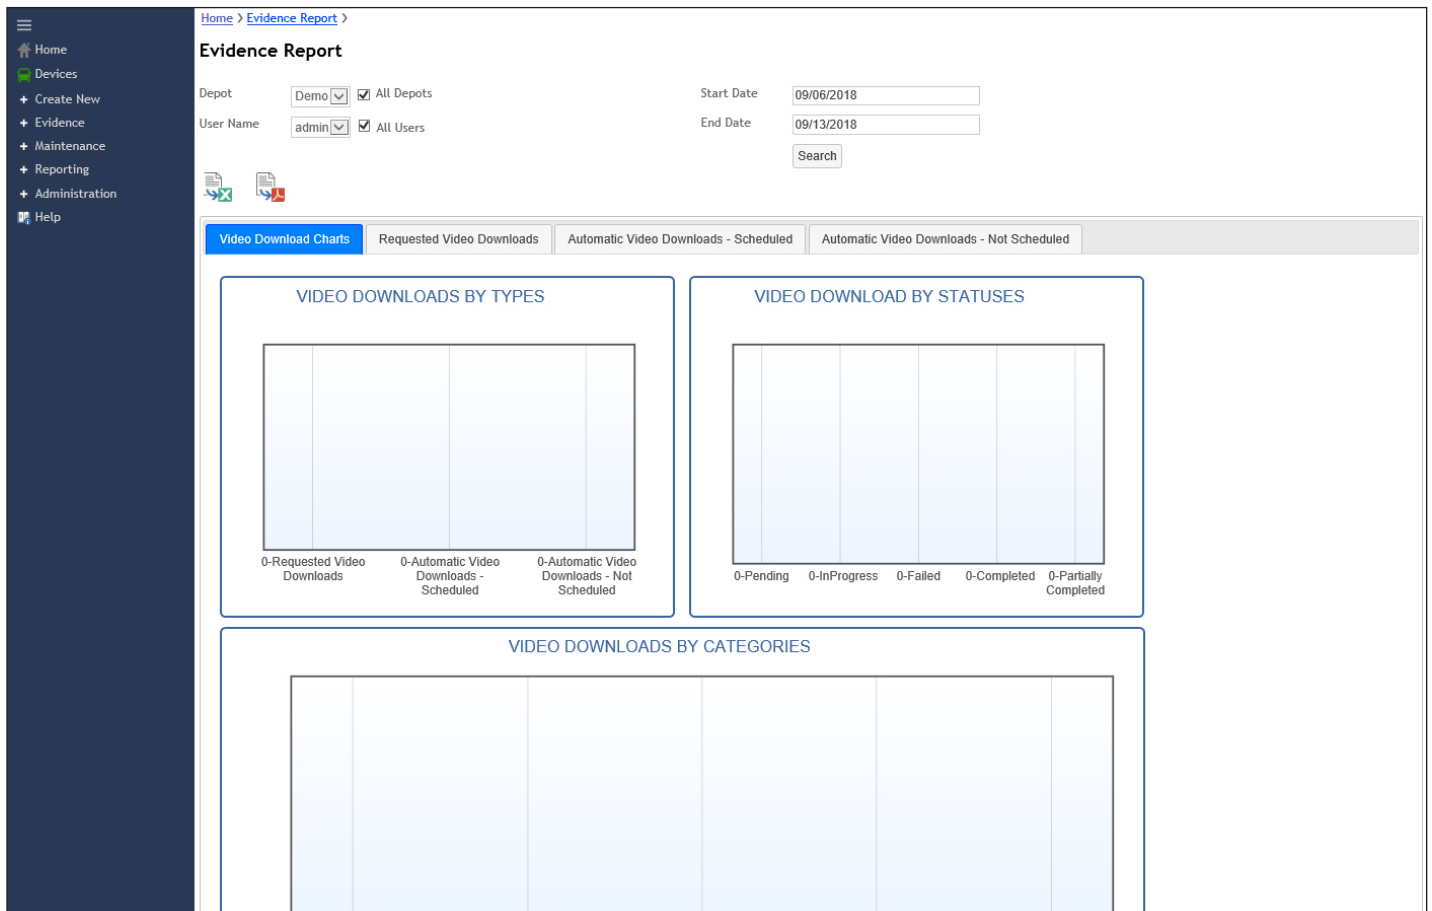 Home > Evidence Report >
Evidence Report
Home
Devices
+ Create New
+ Evidence
+ Maintenance
+ Reporting
+ Administration
Help
Depot
Demo
All Depots
Start Date
09/06/2018
User Name
admin
All Users
End Date
09/13/2018
Search
Video Download Charts
Requested Video Downloads
Automatic Video Downloads - Scheduled
Automatic Video Downloads - Not Scheduled
VIDEO DOWNLOADS BY TYPES
0-Requested Video
Downloads
0-Automatic Video
Downloads -
Scheduled
0-Automatic Video
Downloads - Not
Scheduled
VIDEO DOWNLOAD BY STATUSES
0-Pending
0-InProgress
0-Failed
0-Completed
0-Partially
Completed
VIDEO DOWNLOADS BY CATEGORIES